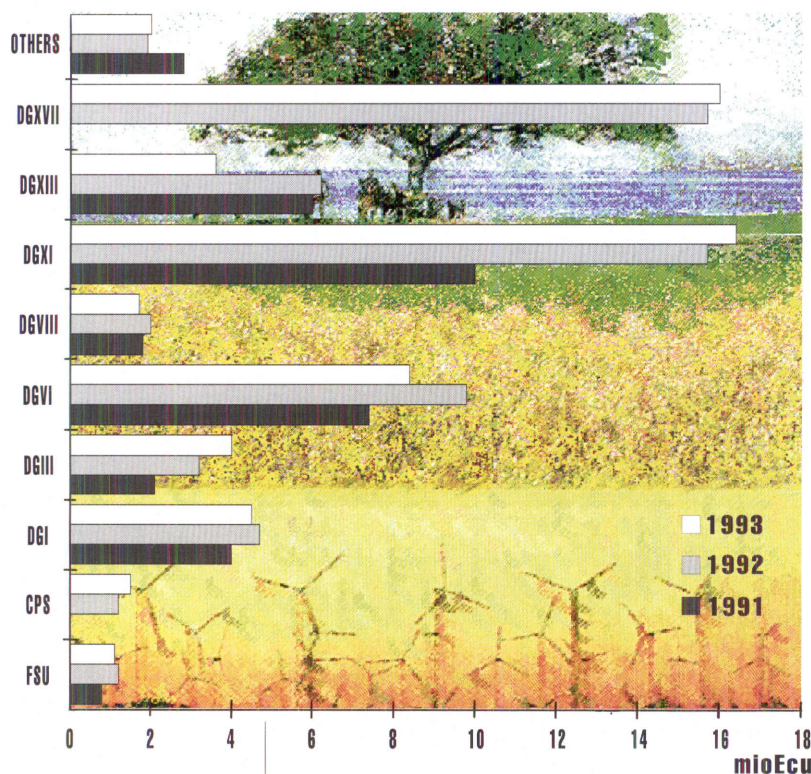 OTHERS
DGXVII
DGXIII
DGXI
DGVIII
DGVI
DGIII
DGI
CPS
FSU
1993
1992
1991
0 2 4 6 8 10 12 14 16 18
mioEcu